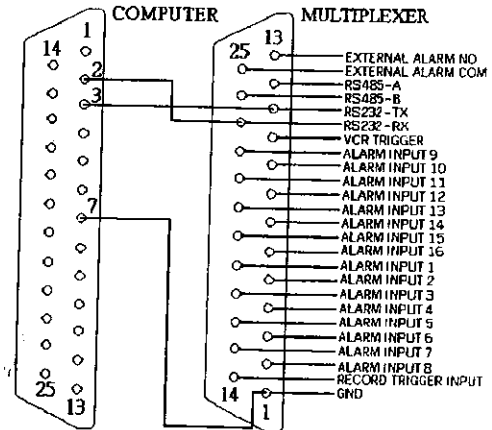 COMPUTER
MULTIPLEXER
1
14
2
3
7
25
13
13
25
EXTERNAL ALARM NO
EXTERNAL ALARM COM
RS485-A
RS485-B
RS232-TX
RS232-RX
VCR TRIGGER
ALARM INPUT 9
ALARM INPUT 10
ALARM INPUT 11
ALARM INPUT 12
ALARM INPUT 13
ALARM INPUT 14
ALARM INPUT 15
ALARM INPUT 16
ALARM INPUT 1
ALARM INPUT 2
ALARM INPUT 3
ALARM INPUT 4
ALARM INPUT 5
ALARM INPUT 6
ALARM INPUT 7
ALARM INPUT 8
RECORD TRIGGER INPUT
GND
14
1